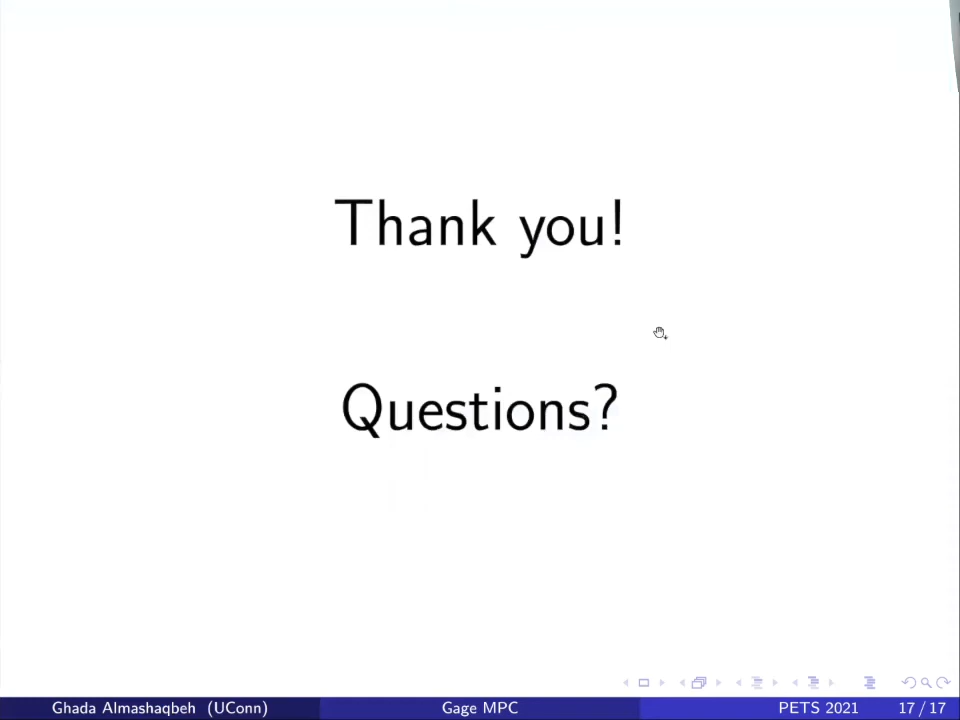 Thank you!
Questions?
Ghada Almashaqbeh (UConn) Gage MPC PETS 2021 17 / 17